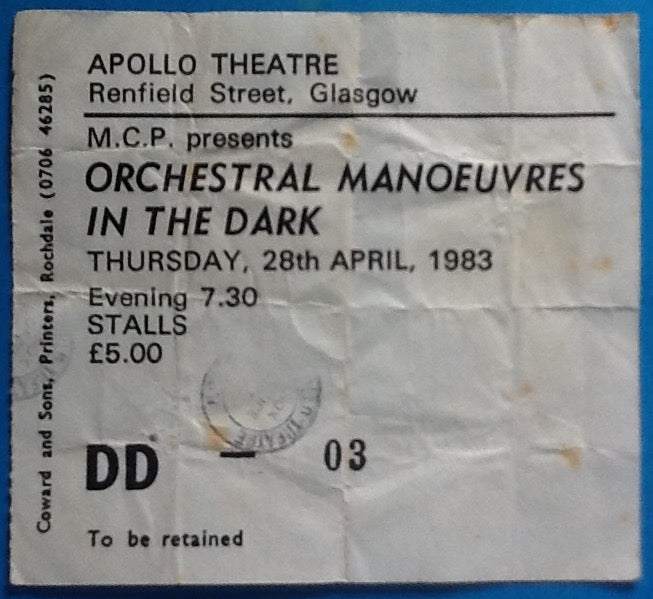 APOLLO THEATRE
Renfield Street, Glasgow
M.C.P. presents
ORCHESTRAL MANOEUVRES
IN THE DARK
THURSDAY, 28th APRIL, 1983
Evening 7.30
STALLS
£5.00
DD – 03
To be retained
Coward and Sons, Printers, Rochdale (0706 46285)